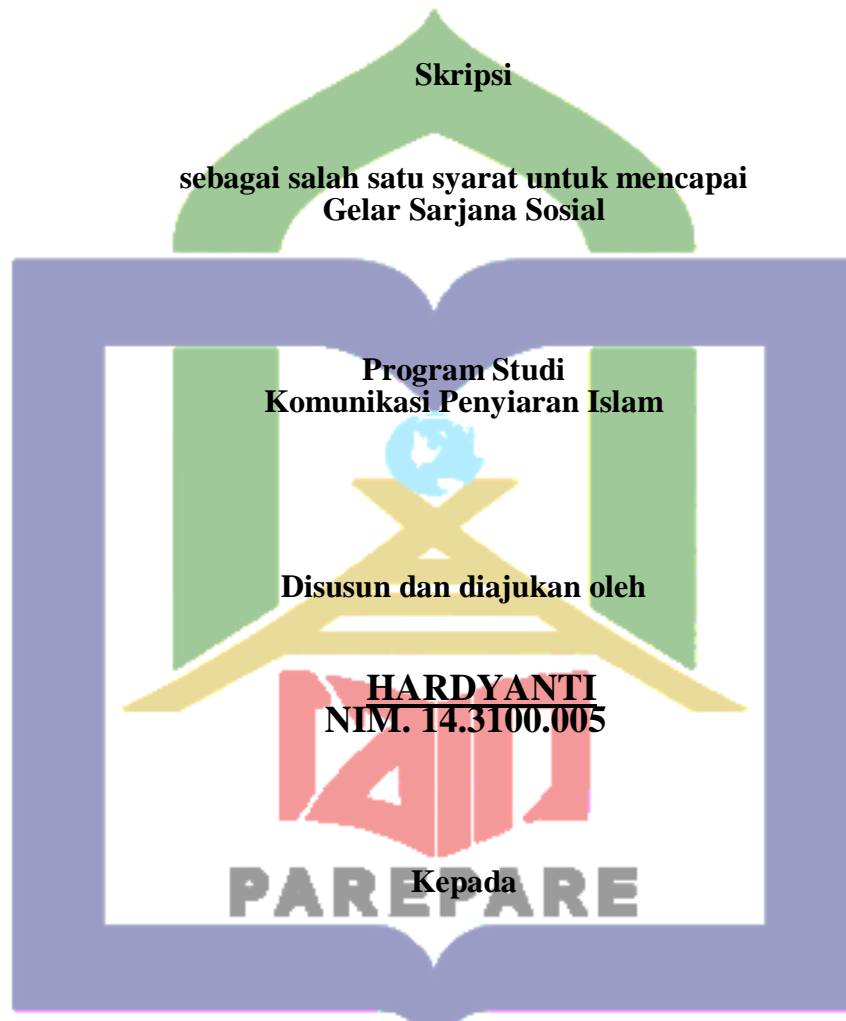 Skripsi
sebagai salah satu syarat untuk mencapai
Gelar Sarjana Sosial
Program Studi
Komunikasi Penyiaran Islam
Disusun dan diajukan oleh
HARDYANTI
NIM. 14.3100.005
iain
Kepada
PAREPARE